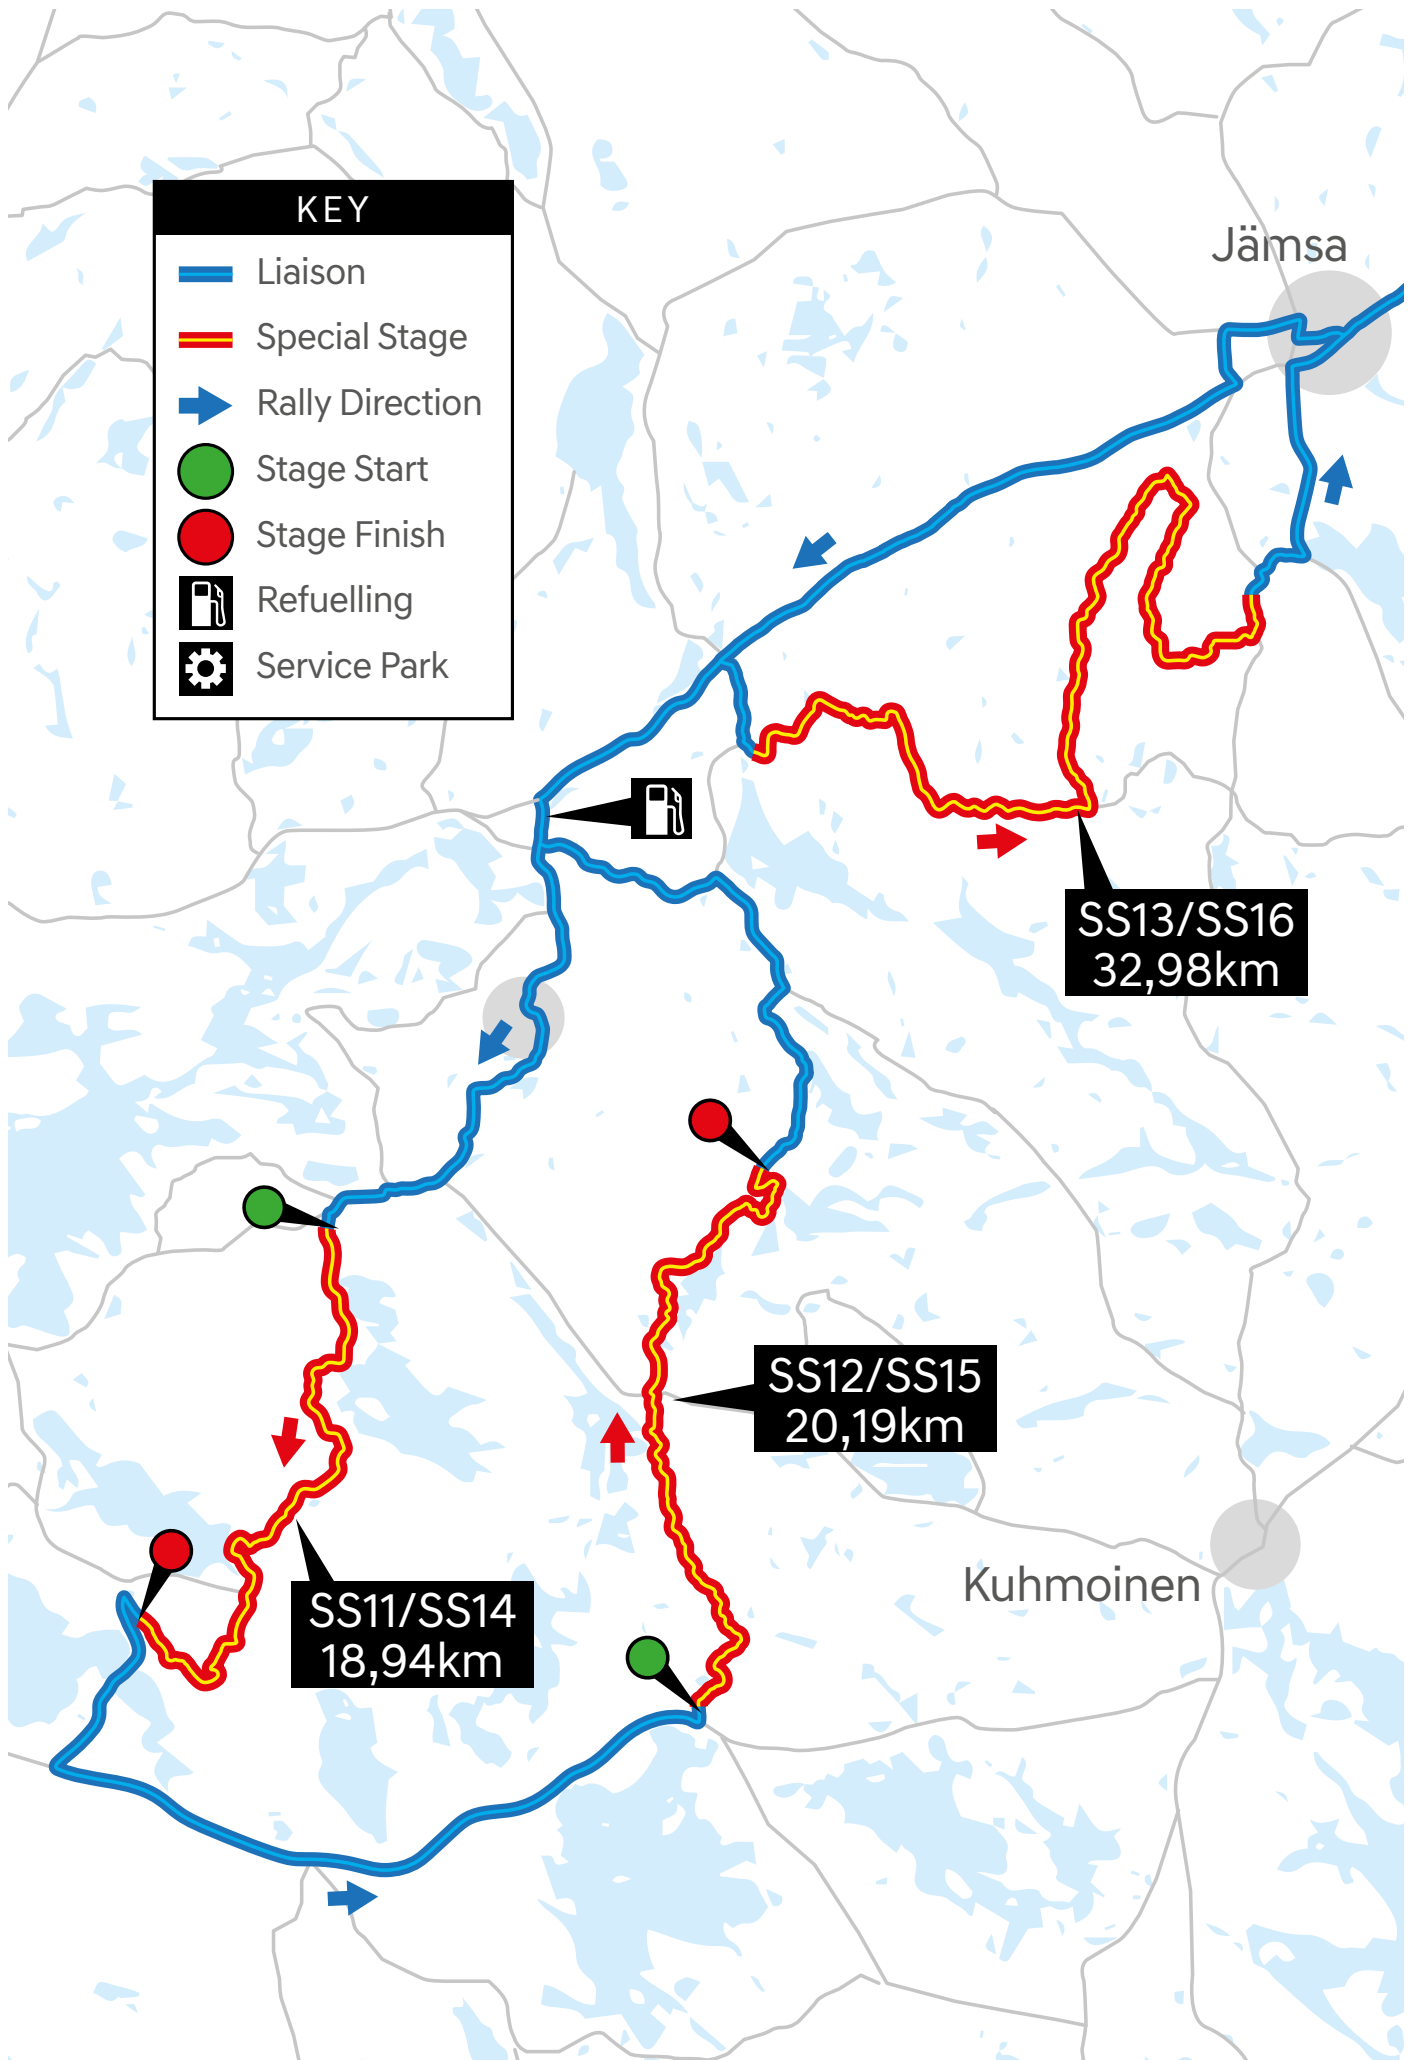 KEY
Liaison
Special Stage
Rally Direction
Stage Start
Stage Finish
Refuelling
Service Park
Jämsa
SS13/SS16
32,98km
SS12/SS15
20,19km
Kuhmoinen
SS11/SS14
18,94km